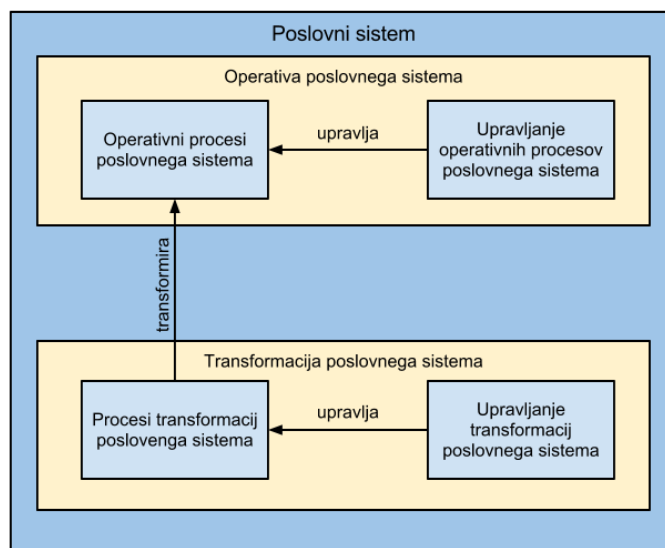 Poslovni sistem
Operativa poslovnega sistema
Operativni procesi
poslovnega sistema
upravlja
Upravljanje
operativnih procesov
poslovnega sistema
transformira
Transformacija poslovnega sistema
Procesi transformacij
poslovenga sistema
upravlja
Upravljanje
transformacij
poslovnega sistema